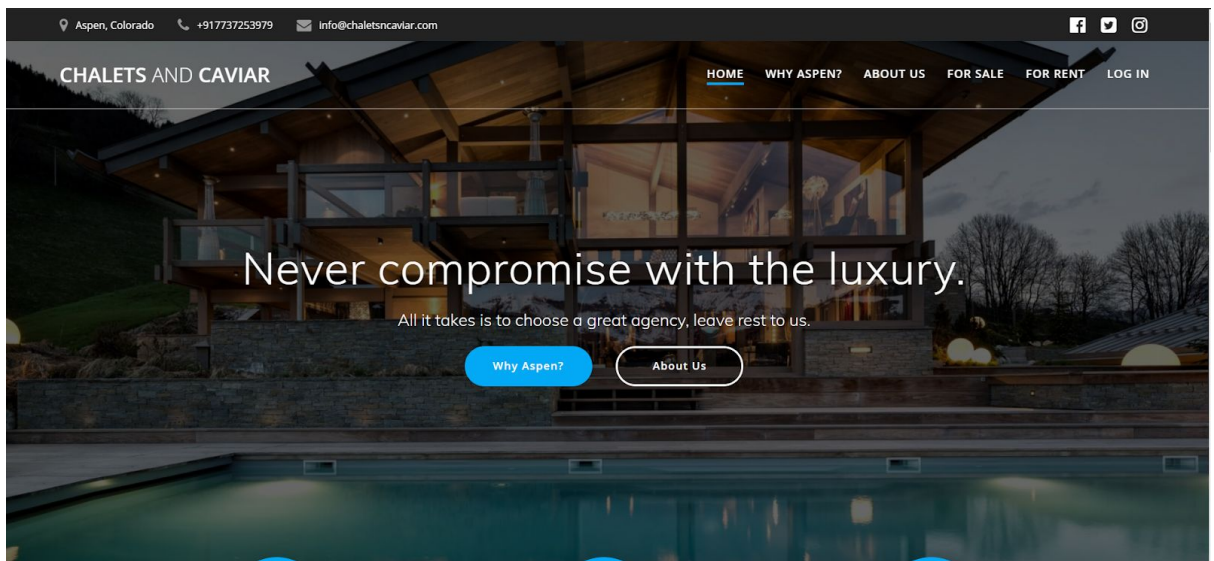 Aspen, Colorado +917737253979 info@chaletsncaviar.com
CHALETS AND CAVIAR HOME WHY ASPEN? ABOUT US FOR SALE FOR RENT LOG IN
Never compromise with the luxury.
All it takes is to choose a great agency, leave rest to us.
Why Aspen? About Us